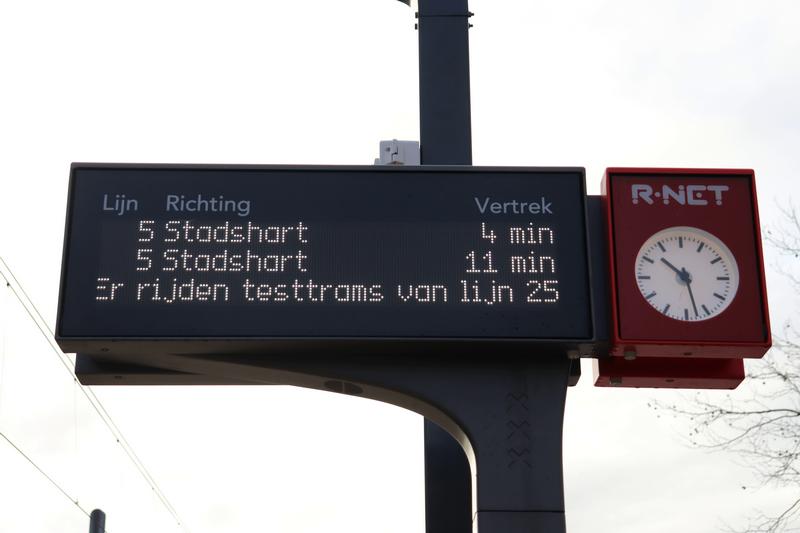 Lijn Richting Vertrek
5 Stadshart 4 min
5 Stadshart 11 min
Er rijden testtrams van lijn 25
R·NET